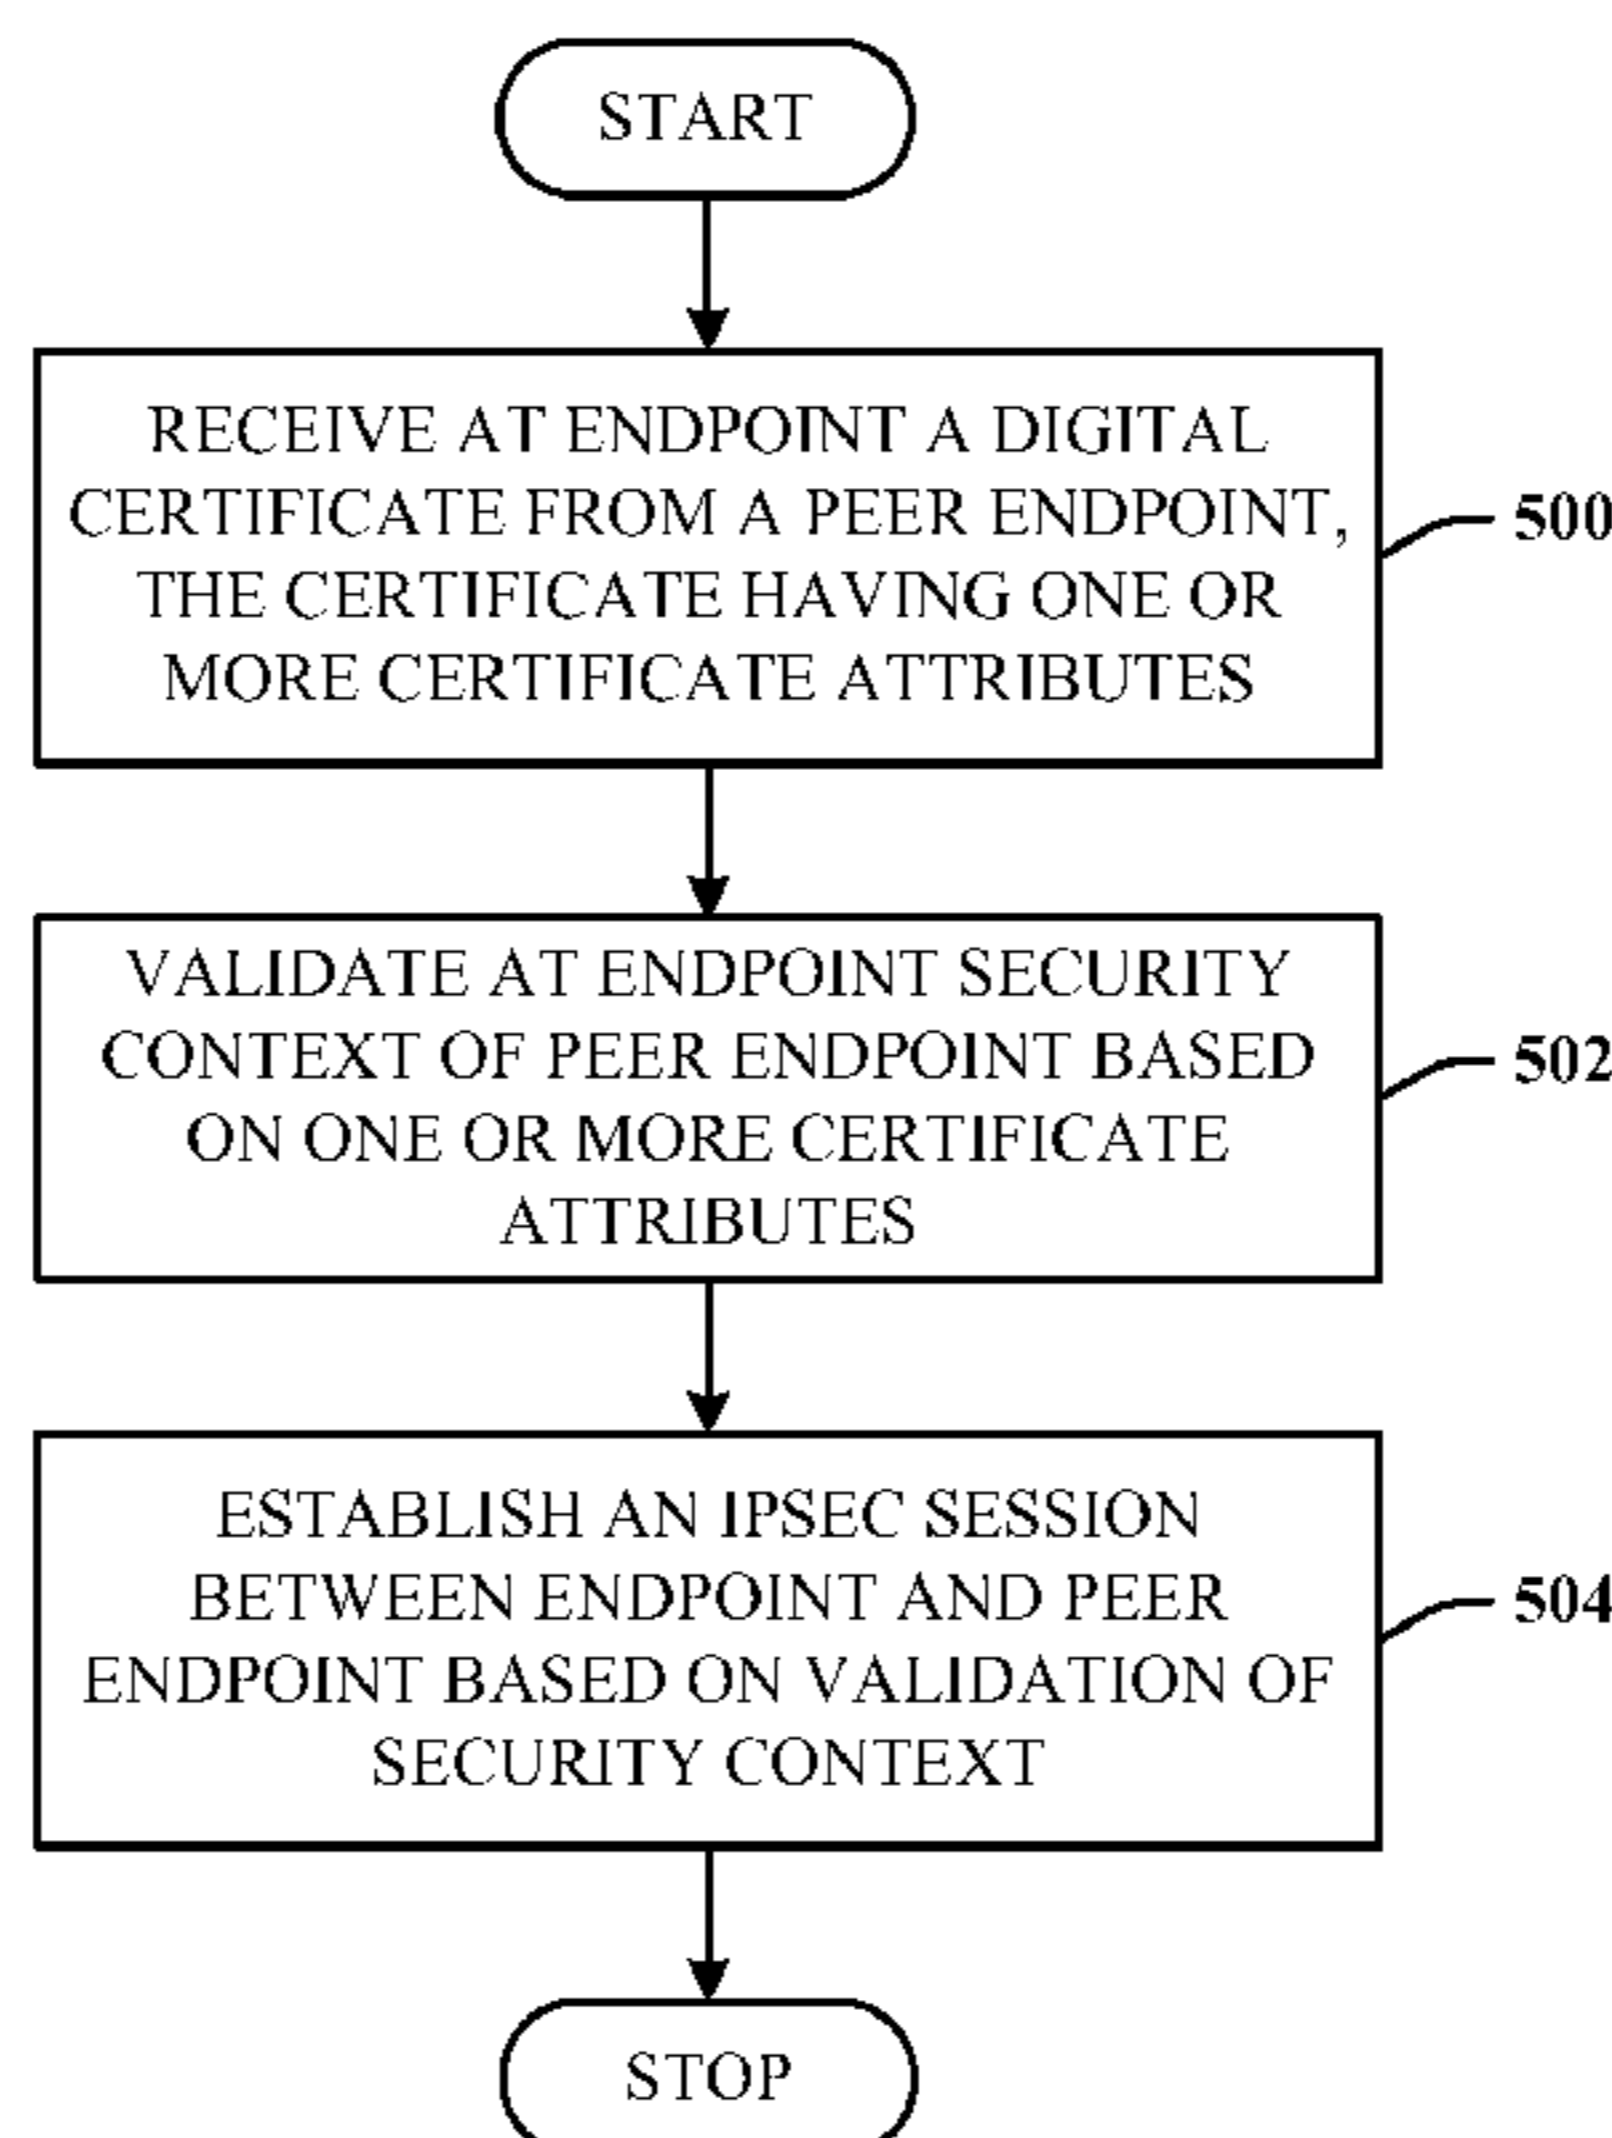 START
RECEIVE AT ENDPOINT A DIGITAL
CERTIFICATE FROM A PEER ENDPOINT,
THE CERTIFICATE HAVING ONE OR
MORE CERTIFICATE ATTRIBUTES
500
VALIDATE AT ENDPOINT SECURITY
CONTEXT OF PEER ENDPOINT BASED
ON ONE OR MORE CERTIFICATE
ATTRIBUTES
502
ESTABLISH AN IPSEC SESSION
BETWEEN ENDPOINT AND PEER
ENDPOINT BASED ON VALIDATION OF
SECURITY CONTEXT
504
STOP